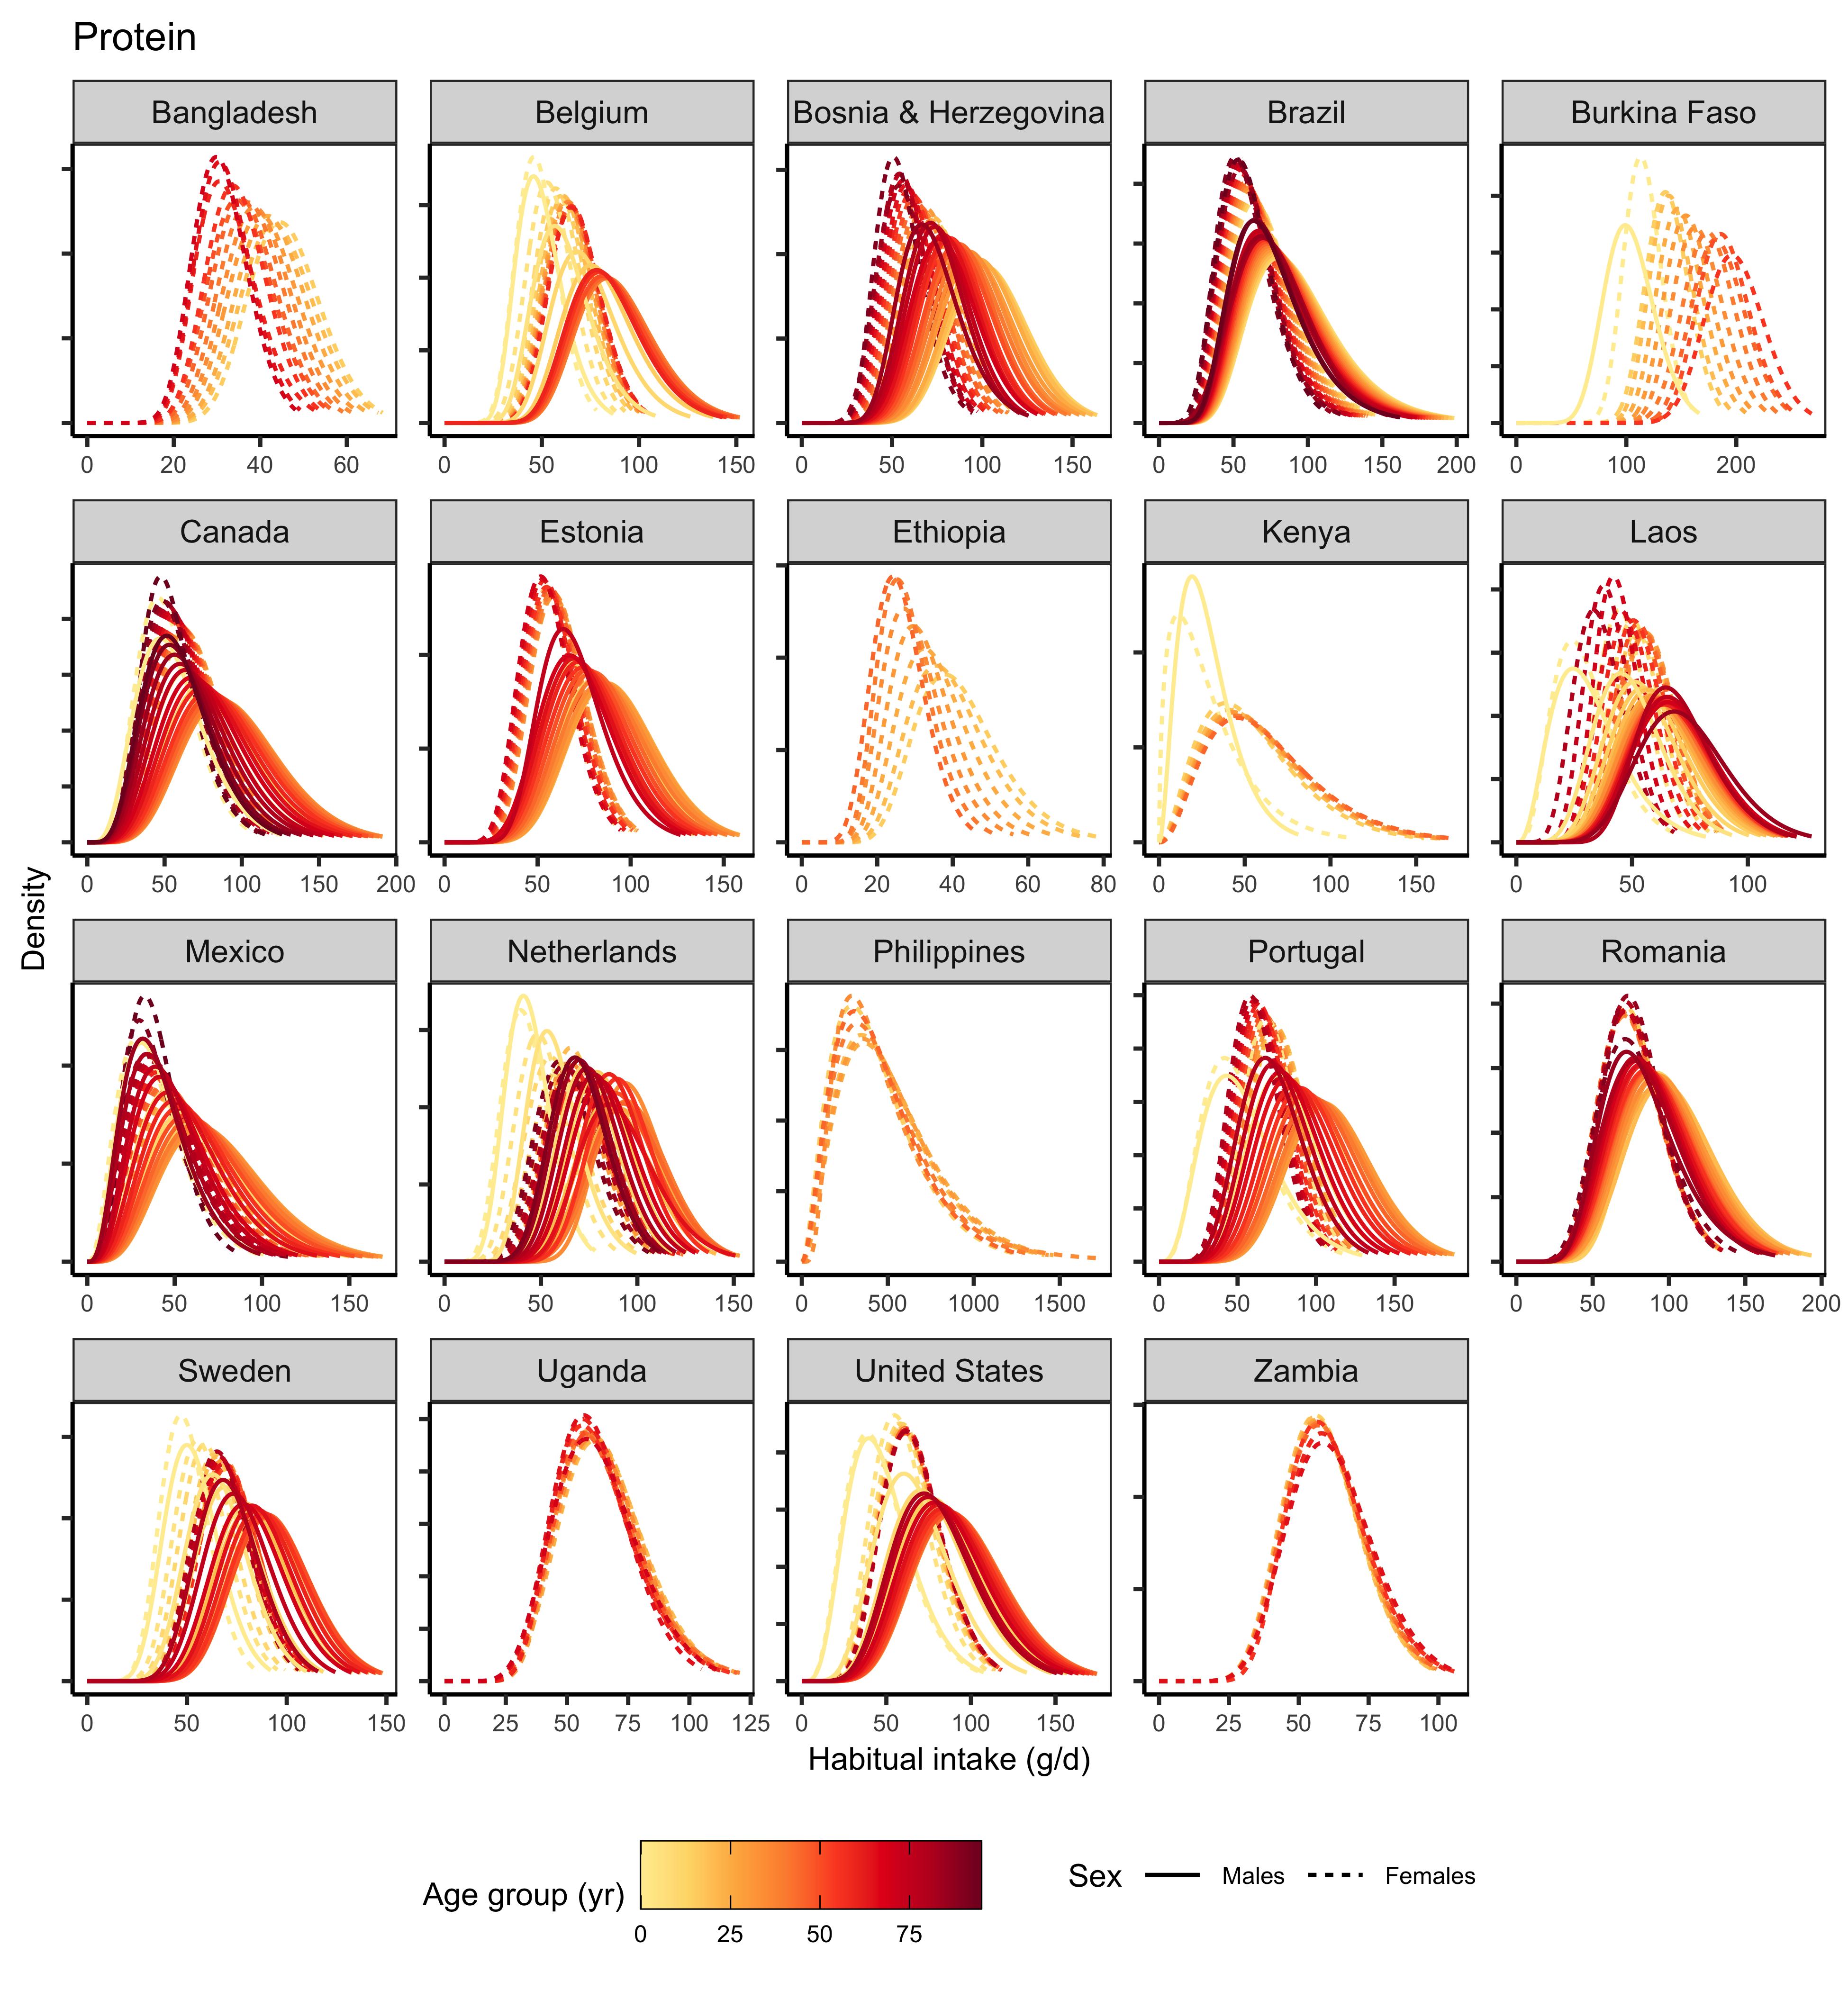 Protein
Bangladesh Belgium Bosnia & Herzegovina Brazil Burkina Faso
0 20 40 60 0 50 100 150 0 50 100 150 0 50 100 150 200 0 100 200
Canada Estonia Ethiopia Kenya Laos
0 50 100 150 200 0 50 100 150 0 20 40 60 80 0 50 100 150 0 50 100
Density
Mexico Netherlands Philippines Portugal Romania
0 50 100 150 0 50 100 150 0 500 1000 1500 0 50 100 150 0 50 100 150 200
Sweden Uganda United States Zambia
0 50 100 150 0 25 50 75 100 125 0 50 100 150 0 25 50 75 100
Habitual intake (g/d)
Age group (yr)
0 25 50 75
Sex Males Females